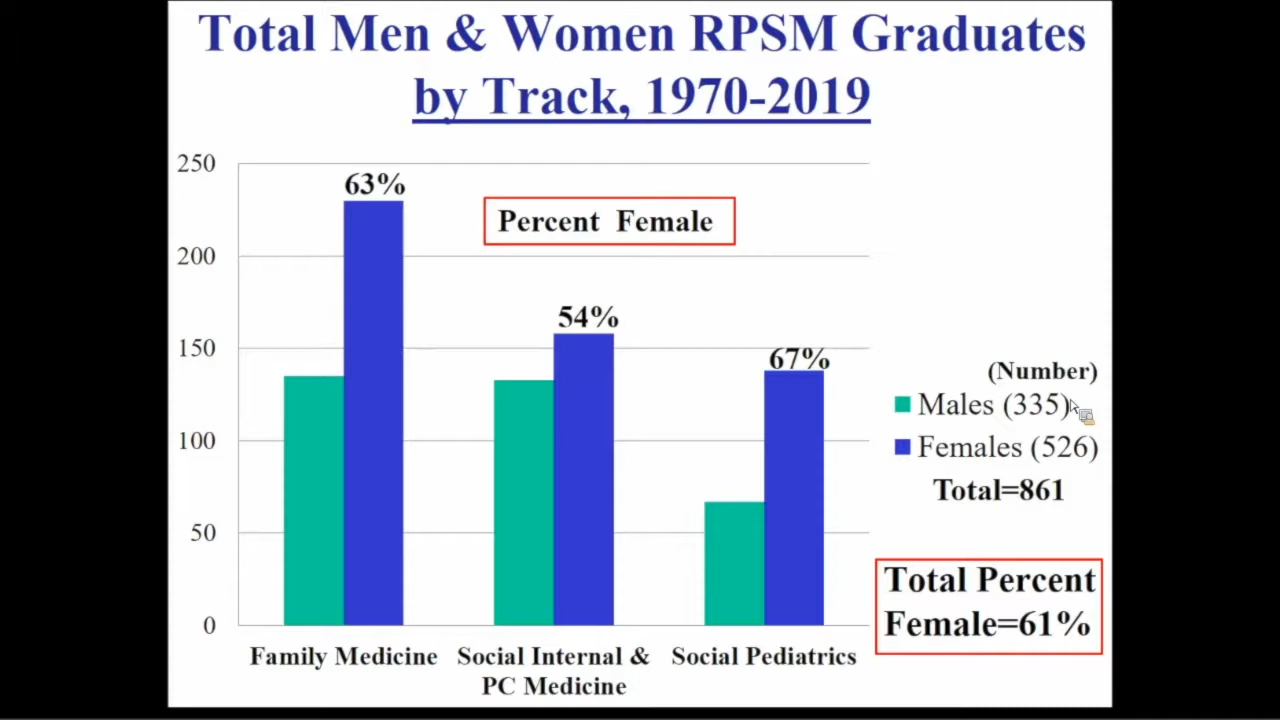 Total Men & Women RPSM Graduates
by Track, 1970-2019
250
200
150
100
50
0
63%
54%
67%
Percent Female
Family Medicine
Social Internal &
PC Medicine
Social Pediatrics
(Number)
Males (335)
Females (526)
Total=861
Total Percent
Female=61%